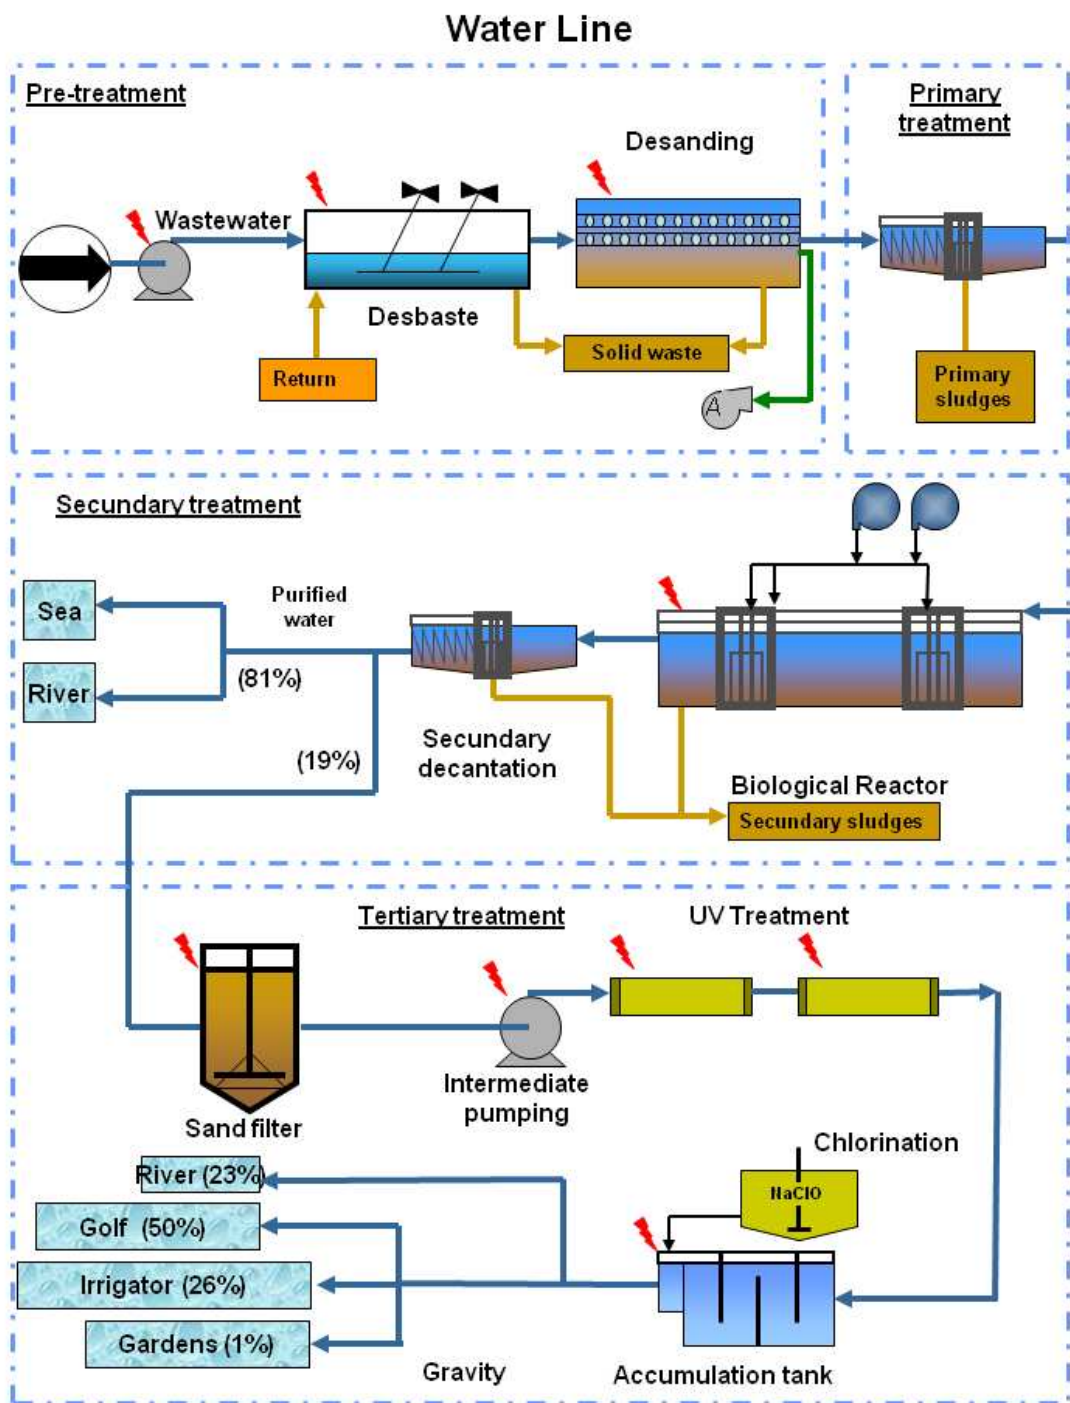 Water Line
Pre-treatment
Primary
treatment
Desanding
Wastewater
Desbaste
Solid waste
Return
A
Primary
sludges
Secundary treatment
Sea
Purified
water
River
(81%)
(19%)
Secundary
decantation
Biological Reactor
Secundary sludges
Tertiary treatment
UV Treatment
Intermediate
pumping
Sand filter
Chlorination
River (23%)
NaClO
Golf (50%)
Irrigator (26%)
Gardens (1%)
Gravity
Accumulation tank